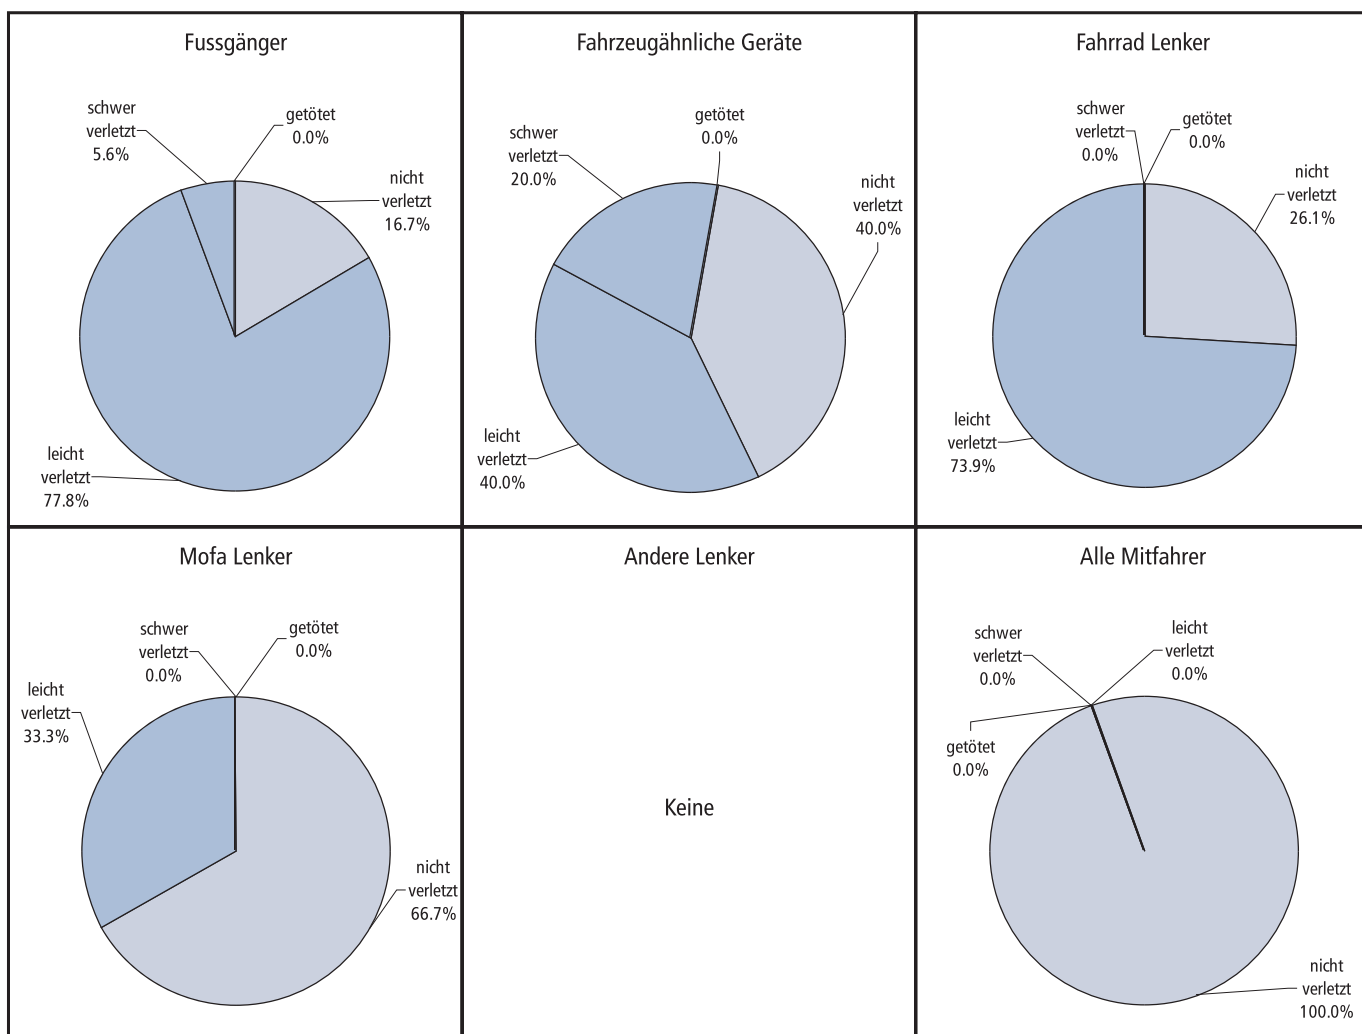 Fussgänger
schwer
verletzt
5.6%
getötet
0.0%
nicht
verletzt
16.7%
leicht
verletzt
77.8%
Fahrzeugähnliche Geräte
schwer
verletzt
20.0%
getötet
0.0%
nicht
verletzt
40.0%
leicht
verletzt
40.0%
Fahrrad Lenker
schwer
verletzt
0.0%
getötet
0.0%
nicht
verletzt
26.1%
leicht
verletzt
73.9%
Mofa Lenker
schwer
verletzt
0.0%
getötet
0.0%
leicht
verletzt
33.3%
nicht
verletzt
66.7%
Andere Lenker
Keine
Alle Mitfahrer
schwer
verletzt
0.0%
leicht
verletzt
0.0%
getötet
0.0%
nicht
verletzt
100.0%